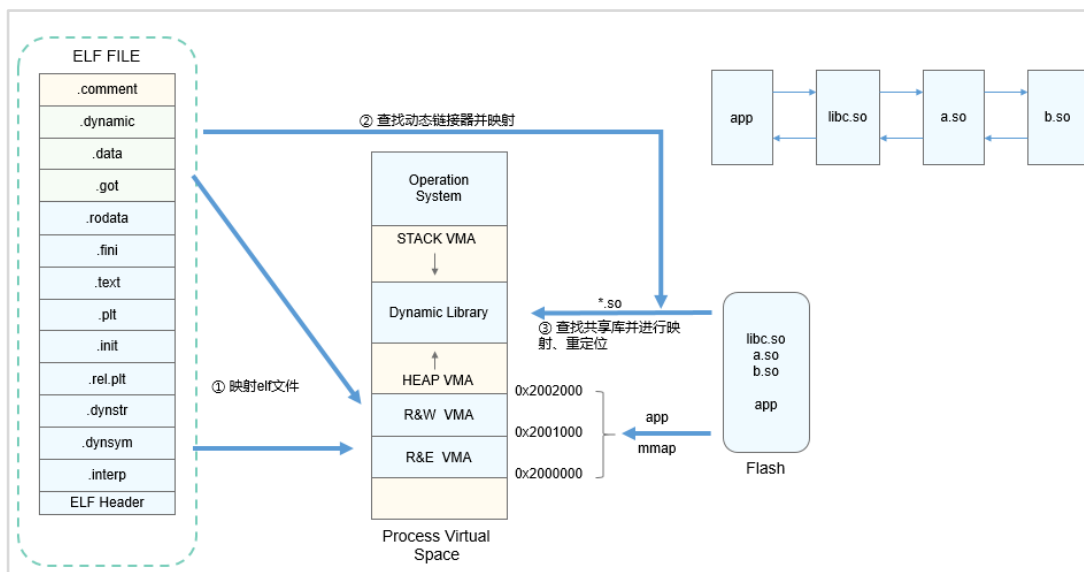 ELF FILE
.comment
.dynamic
.data
.got
.rodata
.fini
.text
.plt
.init
.rel.plt
.dynstr
.dynsym
.interp
ELF Header
① 映射elf文件
② 查找动态链接器并映射
Operation
System
STACK VMA
Dynamic Library
HEAP VMA
R&W VMA
R&E VMA
Process Virtual
Space
0x2002000
0x2001000
0x2000000
*.so
③ 查找共享库并进行映
射、重定位
app
mmap
libc.so
a.so
b.so
app
Flash
app
libc.so
a.so
b.so